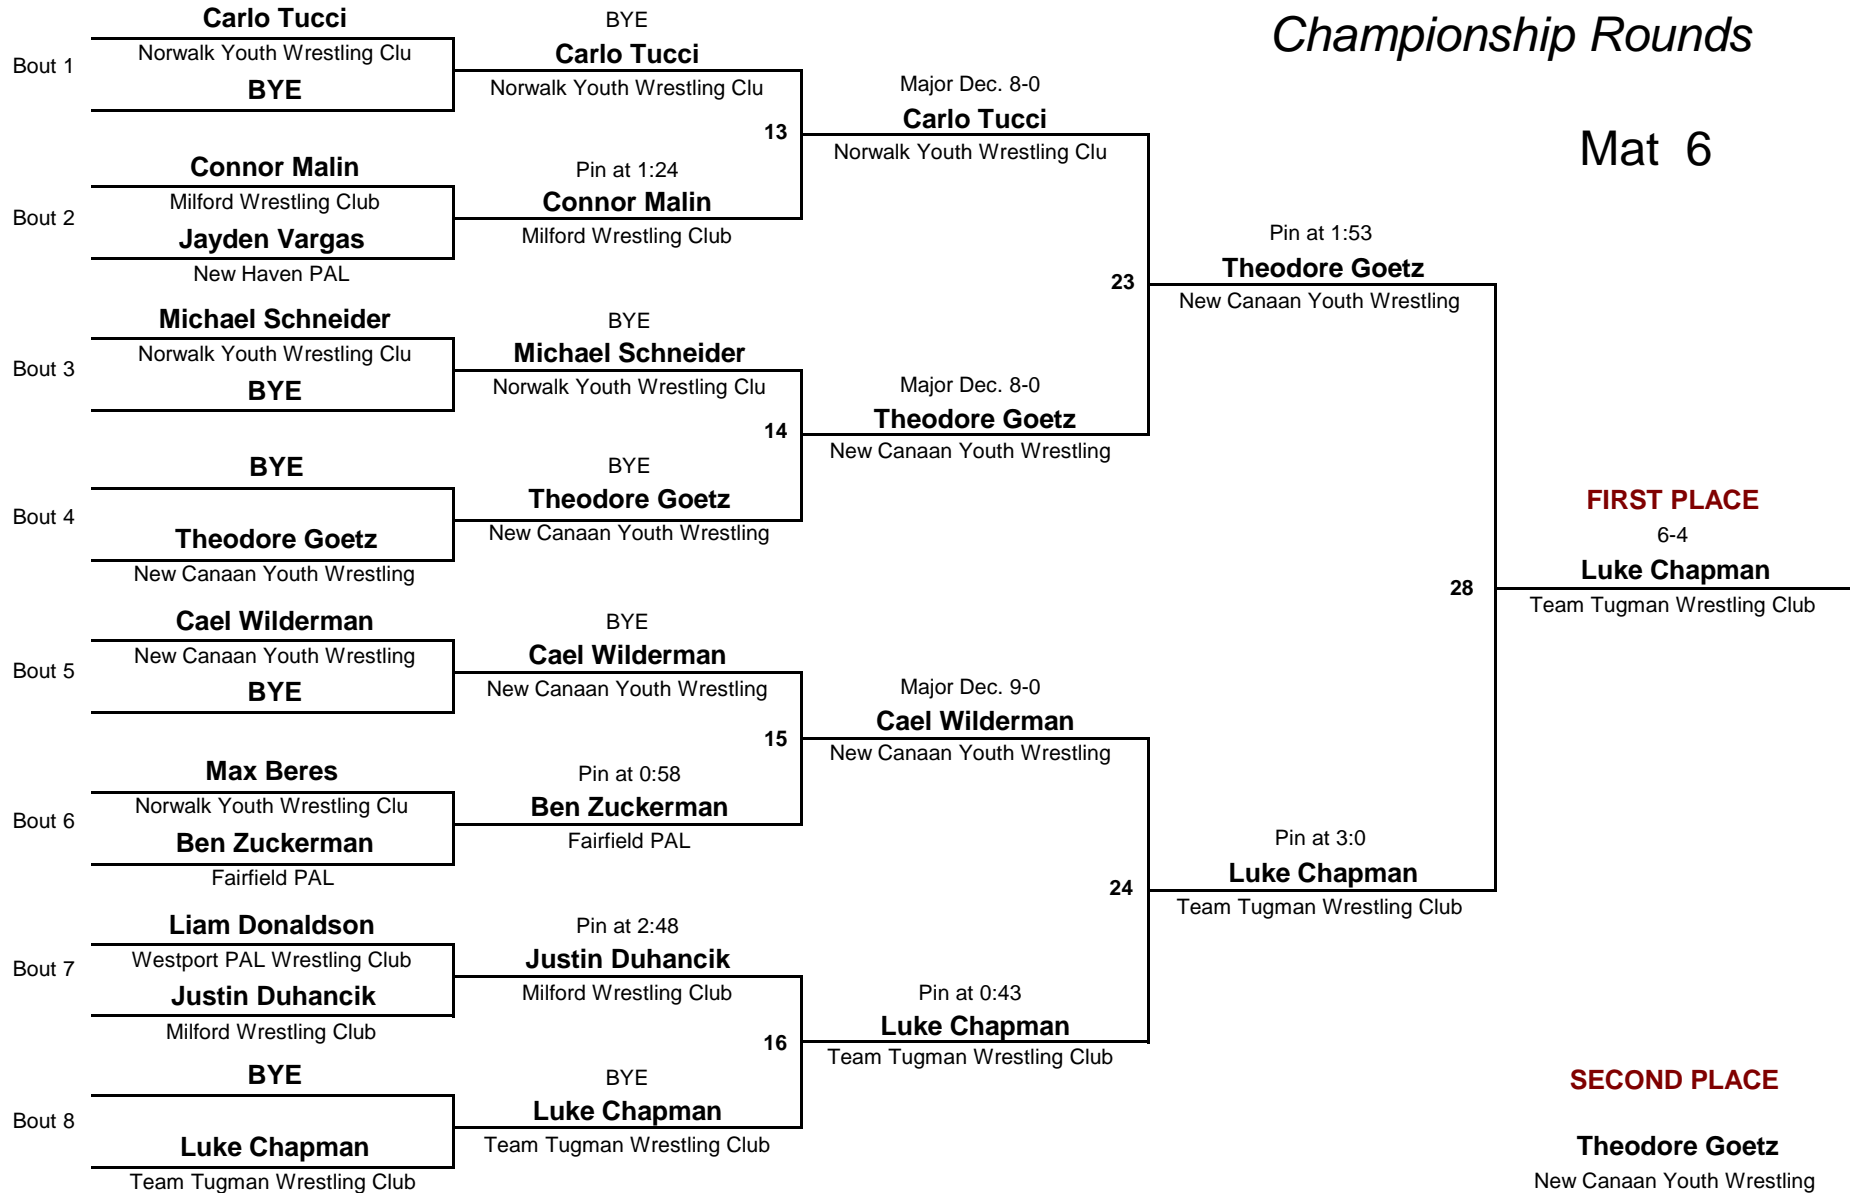 Championship Rounds
Mat 6
Bout 1
Carlo Tucci
Norwalk Youth Wrestling Clu
BYE
Bout 2
Connor Malin
Milford Wrestling Club
Jayden Vargas
New Haven PAL
Bout 3
Michael Schneider
Norwalk Youth Wrestling Clu
BYE
Bout 4
BYE
Theodore Goetz
New Canaan Youth Wrestling
Bout 5
Cael Wilderman
New Canaan Youth Wrestling
BYE
Bout 6
Max Beres
Norwalk Youth Wrestling Clu
Ben Zuckerman
Fairfield PAL
Bout 7
Liam Donaldson
Westport PAL Wrestling Club
Justin Duhancik
Milford Wrestling Club
Bout 8
BYE
Luke Chapman
Team Tugman Wrestling Club
BYE
Carlo Tucci
Norwalk Youth Wrestling Clu
13
Pin at 1:24
Connor Malin
Milford Wrestling Club
BYE
Michael Schneider
Norwalk Youth Wrestling Clu
14
BYE
Theodore Goetz
New Canaan Youth Wrestling
BYE
Cael Wilderman
New Canaan Youth Wrestling
15
Pin at 0:58
Ben Zuckerman
Fairfield PAL
Pin at 2:48
Justin Duhancik
Milford Wrestling Club
16
BYE
Luke Chapman
Team Tugman Wrestling Club
Major Dec. 8-0
Carlo Tucci
Norwalk Youth Wrestling Clu
23
Major Dec. 8-0
Theodore Goetz
New Canaan Youth Wrestling
Major Dec. 9-0
Cael Wilderman
New Canaan Youth Wrestling
24
Pin at 0:43
Luke Chapman
Team Tugman Wrestling Club
Pin at 1:53
Theodore Goetz
New Canaan Youth Wrestling
28
Pin at 3:0
Luke Chapman
Team Tugman Wrestling Club
FIRST PLACE
6-4
Luke Chapman
Team Tugman Wrestling Club
SECOND PLACE
Theodore Goetz
New Canaan Youth Wrestling